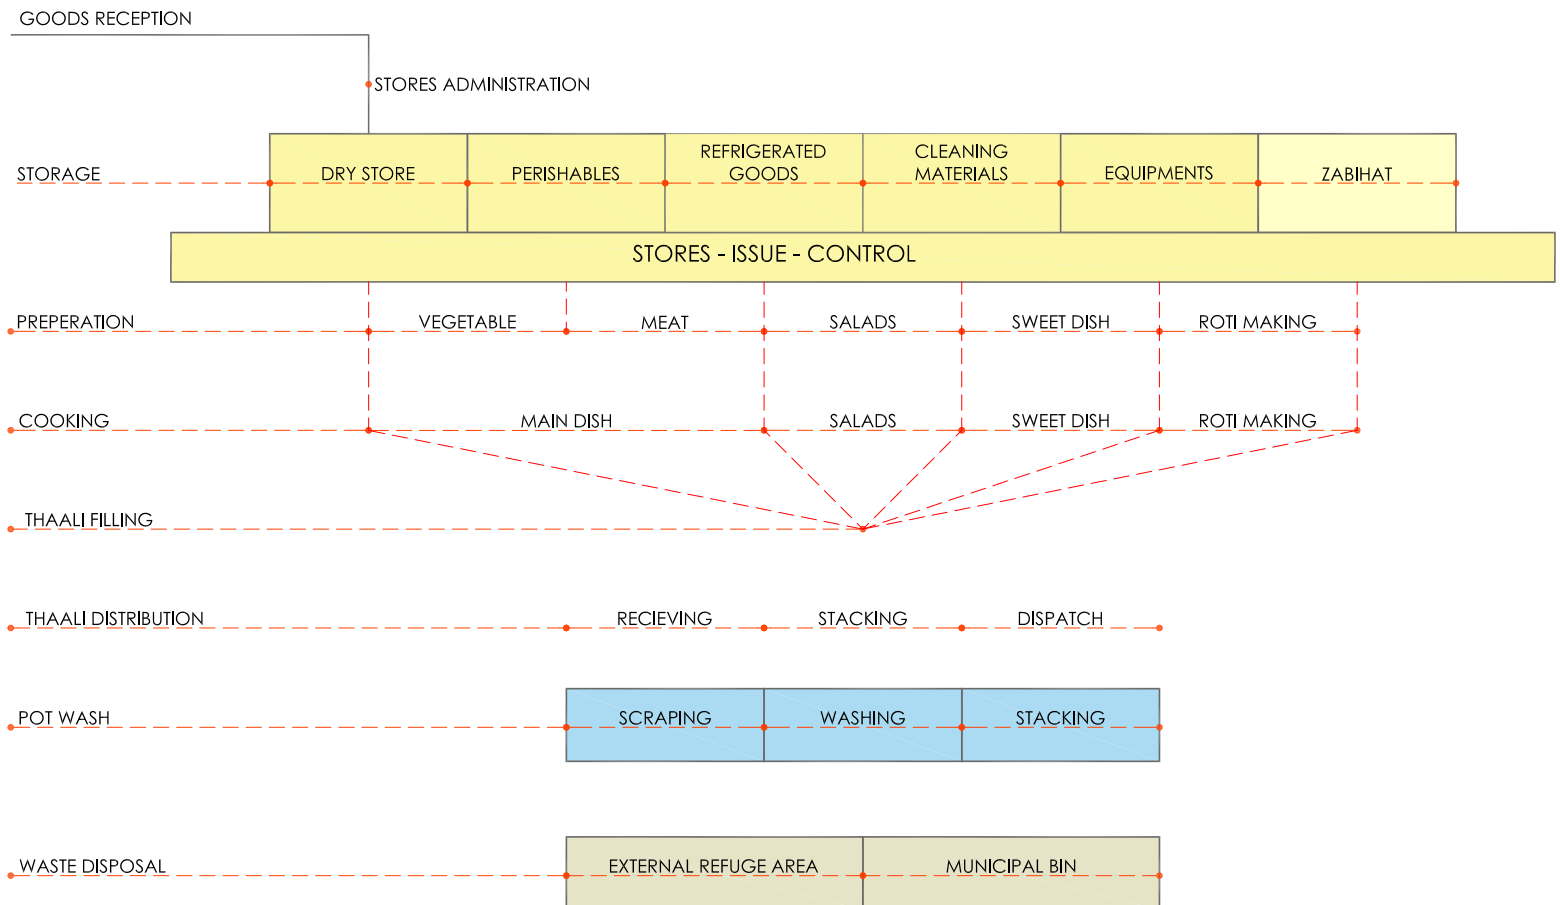 GOODS RECEPTION
STORES ADMINISTRATION
STORAGE
DRY STORE
PERISHABLES
REFRIGERATED
GOODS
CLEANING
MATERIALS
EQUIPMENTS
ZABIHAT
STORES - ISSUE - CONTROL
PREPERATION
VEGETABLE
MEAT
SALADS
SWEET DISH
ROTI MAKING
COOKING
MAIN DISH
SALADS
SWEET DISH
ROTI MAKING
THAALI FILLING
THAALI DISTRIBUTION
RECIEVING
STACKING
DISPATCH
POT WASH
SCRAPING
WASHING
STACKING
WASTE DISPOSAL
EXTERNAL REFUGE AREA
MUNICIPAL BIN